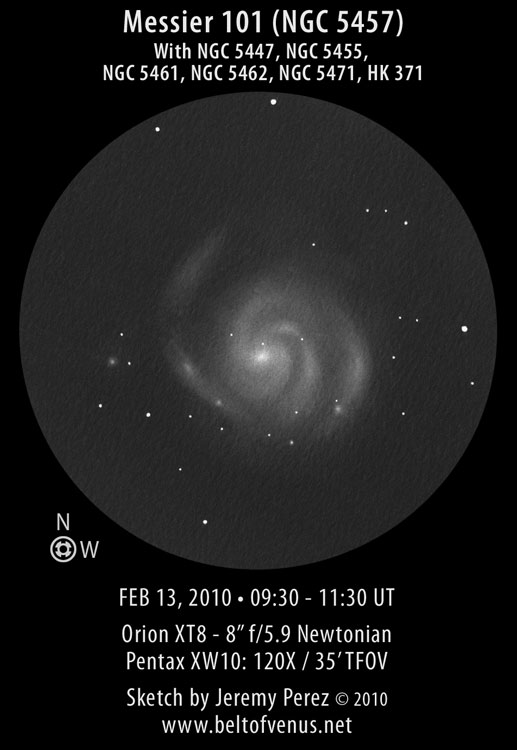 Messier 101 (NGC 5457)
With NGC 5447, NGC 5455,
NGC 5461, NGC 5462, NGC 5471, HK 371
N
W
FEB 13, 2010 • 09:30 - 11:30 UT
Orion XT8 - 8” f/5.9 Newtonian
Pentax XW10: 120X / 35’ TFOV
Sketch by Jeremy Perez © 2010
www.beltofvenus.net